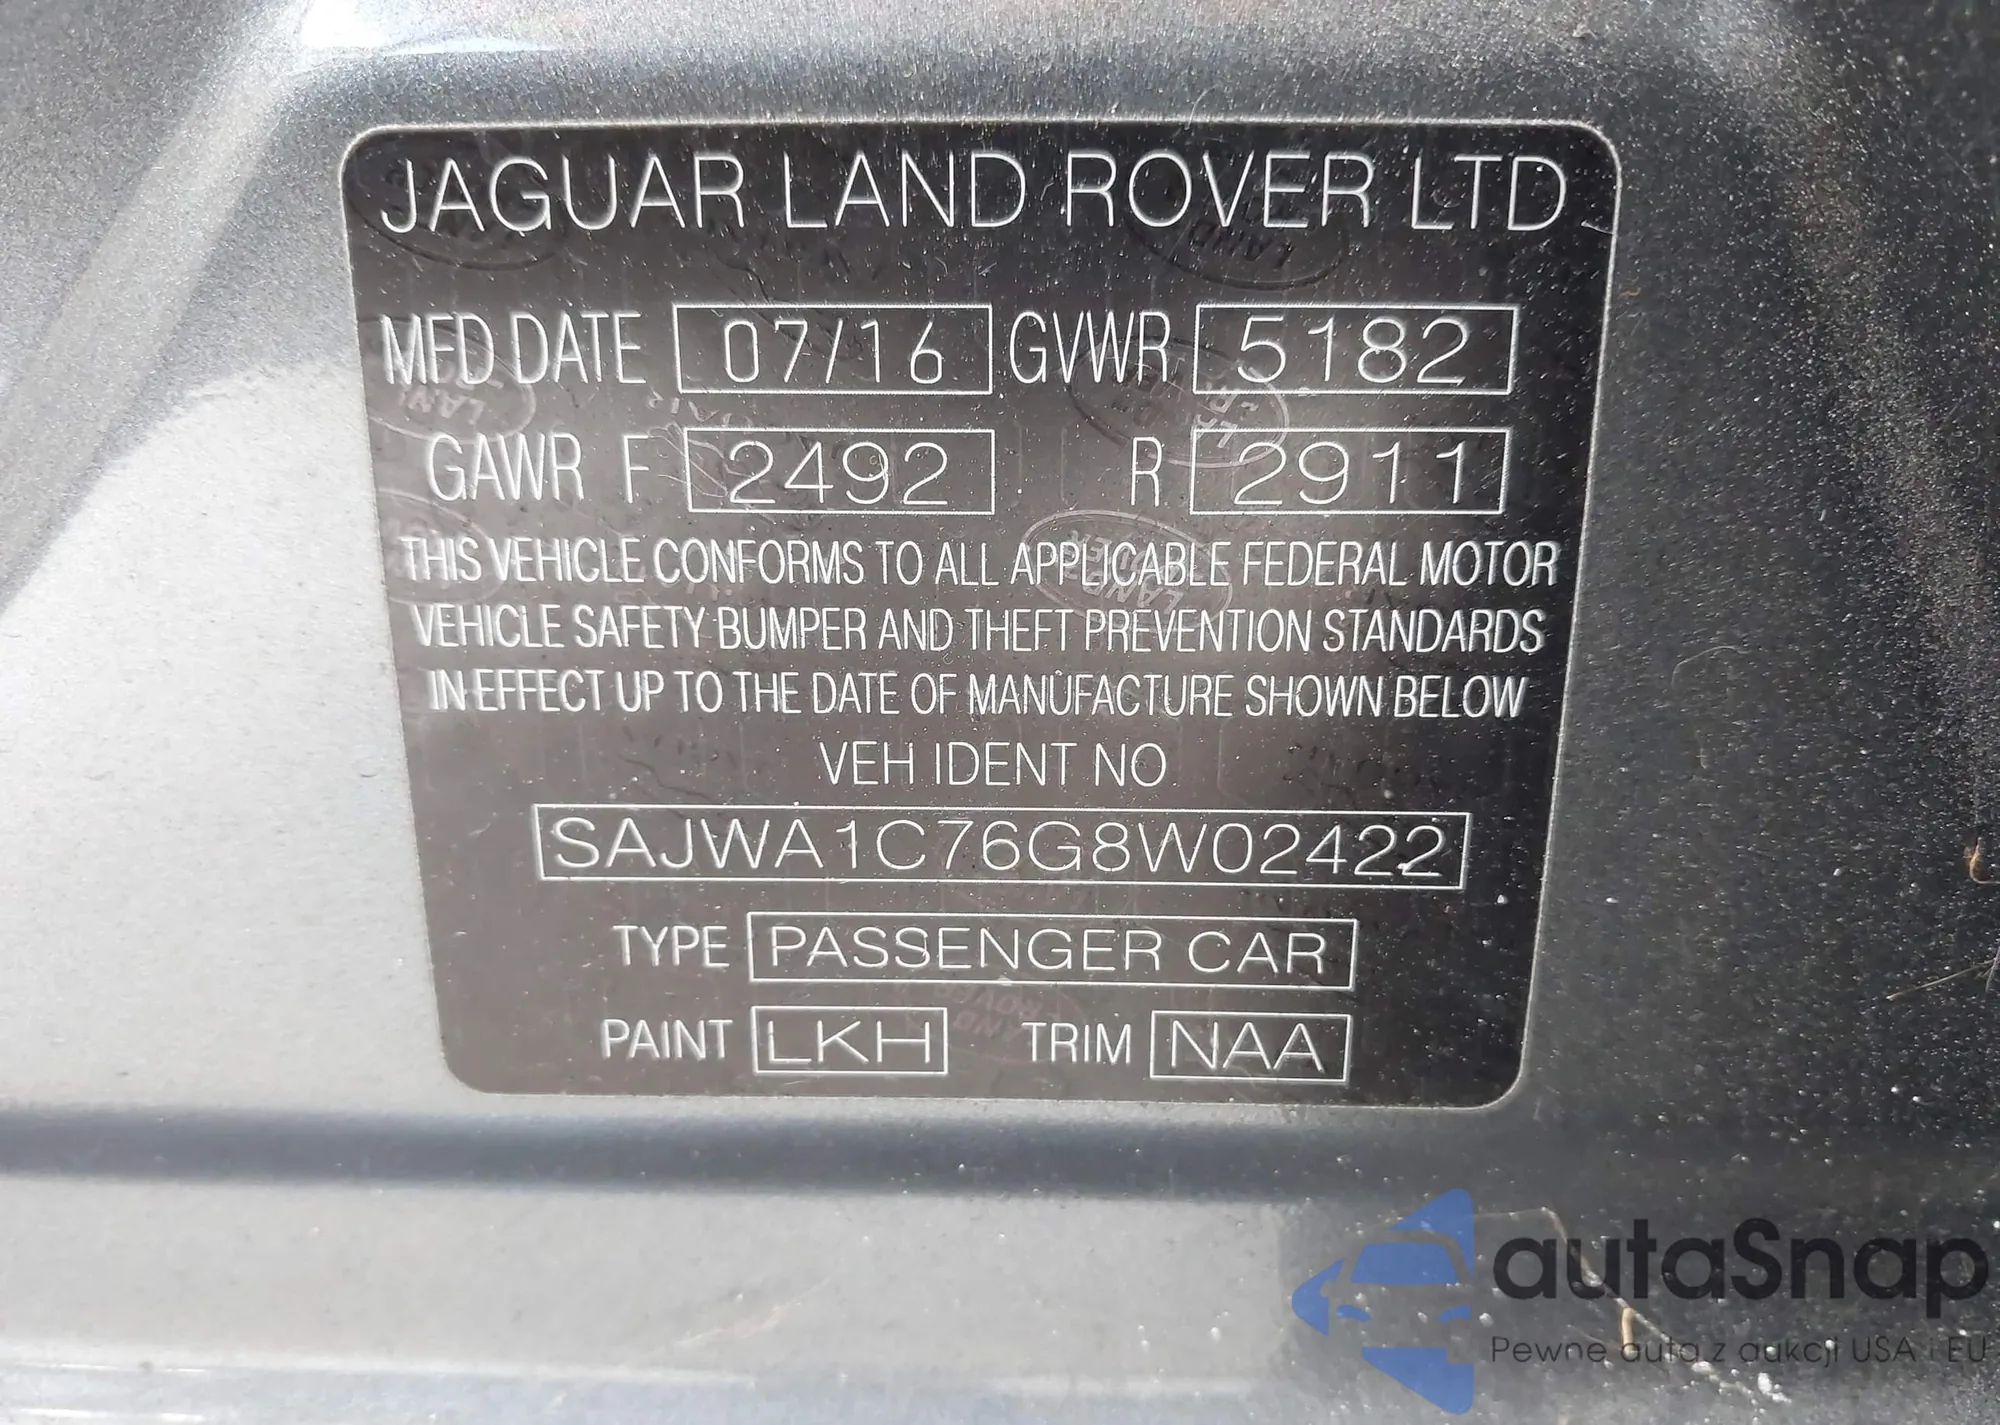 JAGUAR LAND ROVER LTD
MFD DATE 07/16 GVWR 5182
GAWR F 2492 R 2911
THIS VEHICLE CONFORMS TO ALL APPLICABLE FEDERAL MOTOR
VEHICLE SAFETY BUMPER AND THEFT PREVENTION STANDARDS
IN EFFECT UP TO THE DATE OF MANUFACTURE SHOWN BELOW
VEH IDENT NO
SAJWA1C76G8W02422
TYPE PASSENGER CAR
PAINT LKH TRIM NAA
autaSnap
Pewne auta z aukcji USA i EU